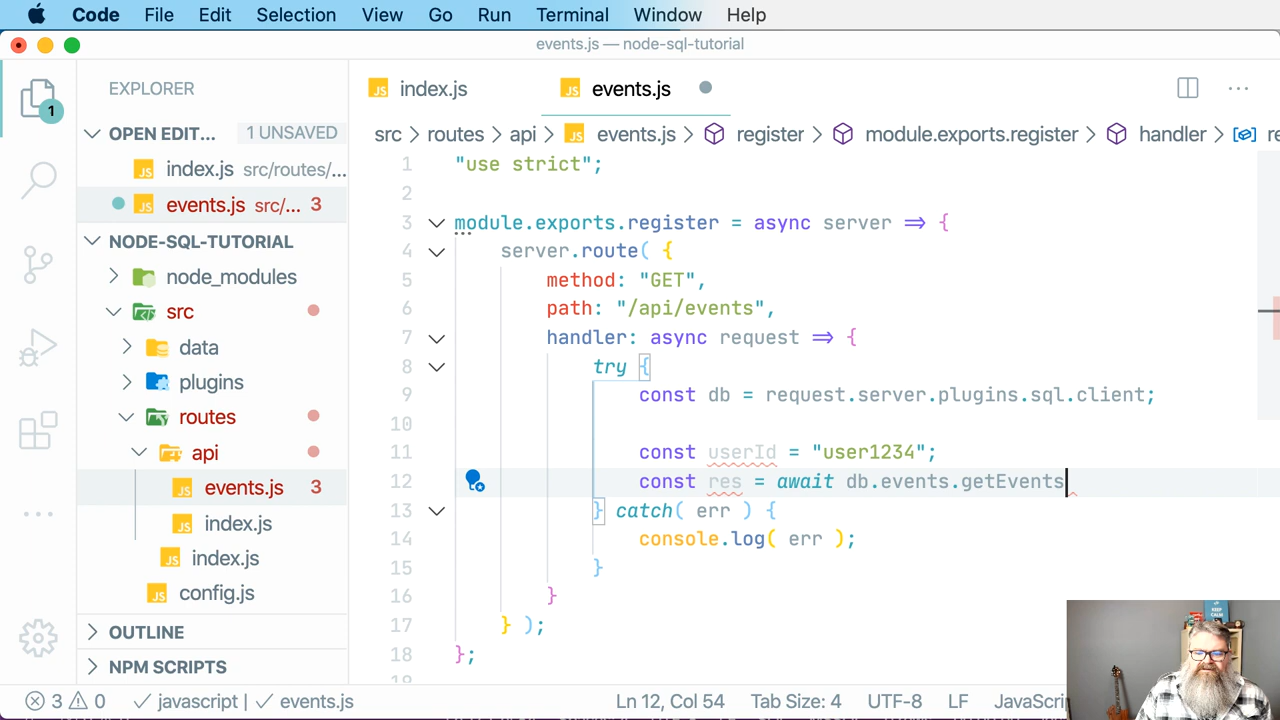 Code File Edit Selection View Go Run Terminal Window Help
events.js — node-sql-tutorial
EXPLORER
1
OPEN EDIT... 1 UNSAVED
index.js src/routes/...
events.js src/... 3
NODE-SQL-TUTORIAL
node_modules
src
data
plugins
routes
api
events.js 3
index.js
index.js
config.js
OUTLINE
NPM SCRIPTS
index.js events.js
src > routes > api > events.js > register > module.exports.register > handler > re
1 "use strict";
2
3 module.exports.register = async server => {
4 server.route( {
5 method: "GET",
6 path: "/api/events",
7 handler: async request => {
8 try {
9 const db = request.server.plugins.sql.client;
10
11 const userId = "user1234";
12 const res = await db.events.getEvents
13 } catch( err ) {
14 console.log( err );
15 }
16 }
17 } );
18 };
19
3 0 javascript | events.js Ln 12, Col 54 Tab Size: 4 UTF-8 LF JavaScri
KEEP CALM